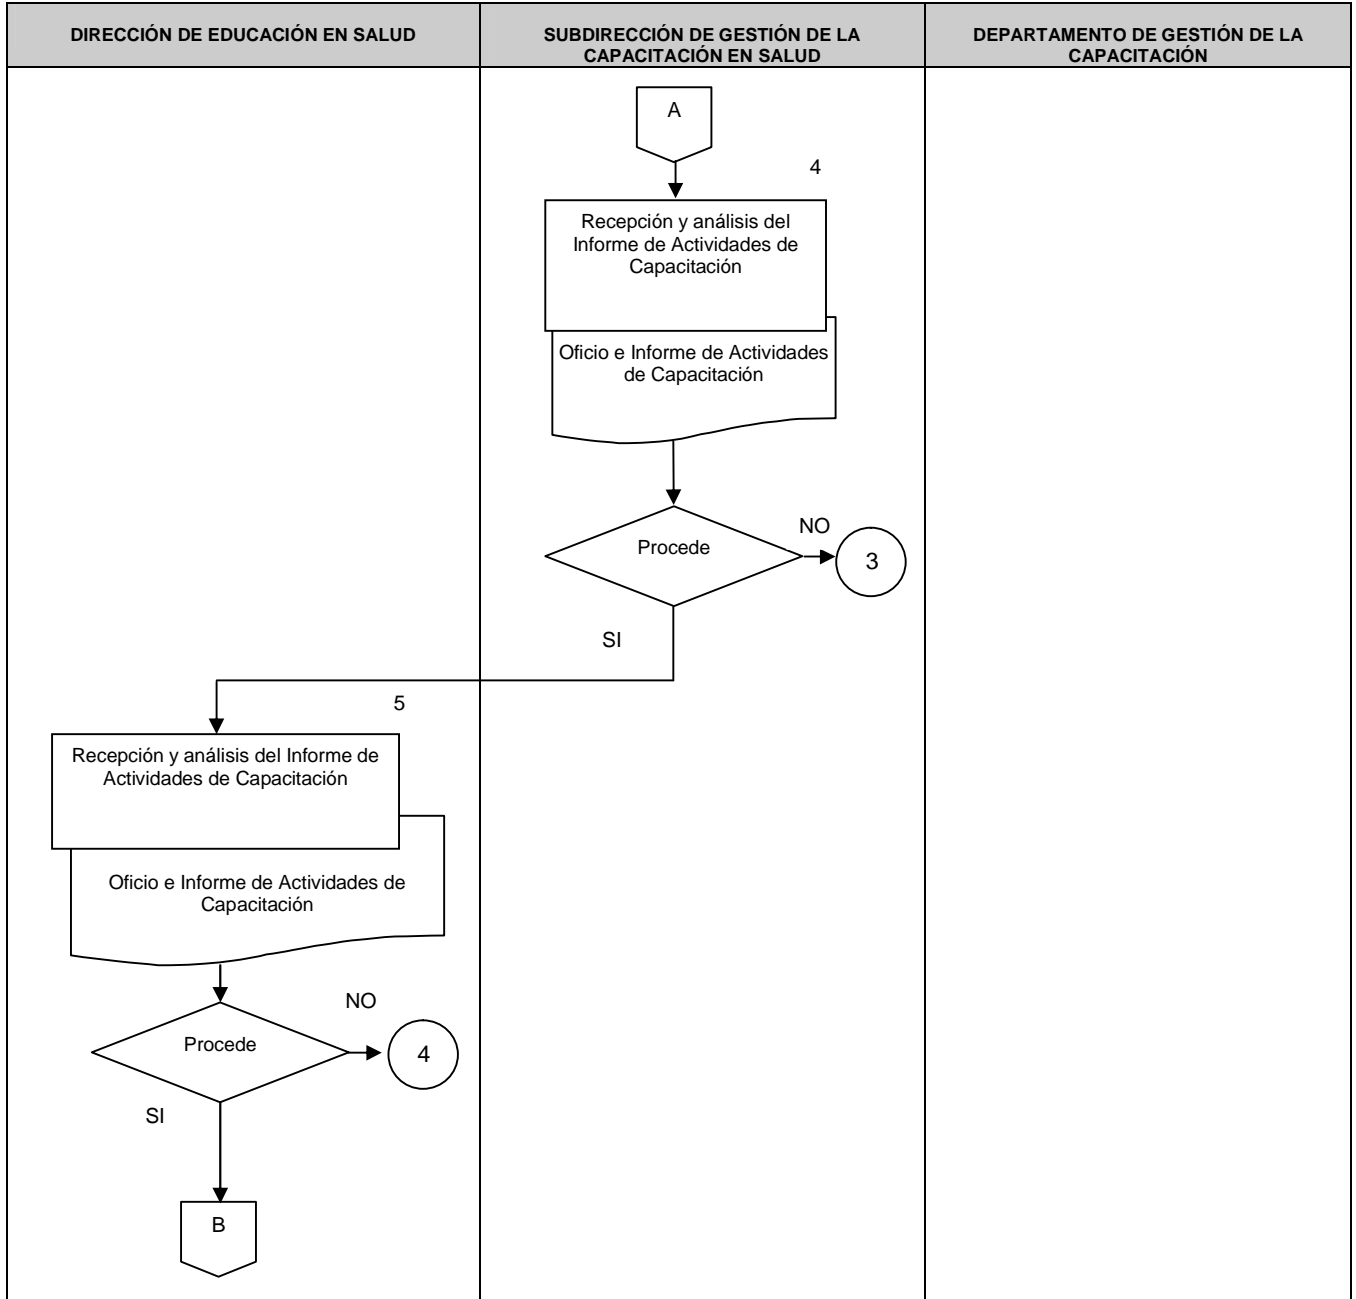 DIRECCIÓN DE EDUCACIÓN EN SALUD
SUBDIRECCIÓN DE GESTIÓN DE LA
CAPACITACIÓN EN SALUD
DEPARTAMENTO DE GESTIÓN DE LA
CAPACITACIÓN
A
4
Recepción y análisis del
Informe de Actividades de
Capacitación
Oficio e Informe de Actividades
de Capacitación
Procede
NO
3
SI
5
Recepción y análisis del Informe de
Actividades de Capacitación
Oficio e Informe de Actividades de
Capacitación
Procede
NO
4
SI
B